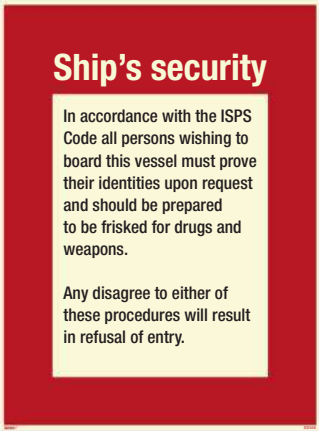 Ship's security
In accordance with the ISPS
Code all persons wishing to
board this vessel must prove
their identities upon request
and should be prepared
to be frisked for drugs and
weapons.
Any disagree to either of
these procedures will result
in refusal of entry.